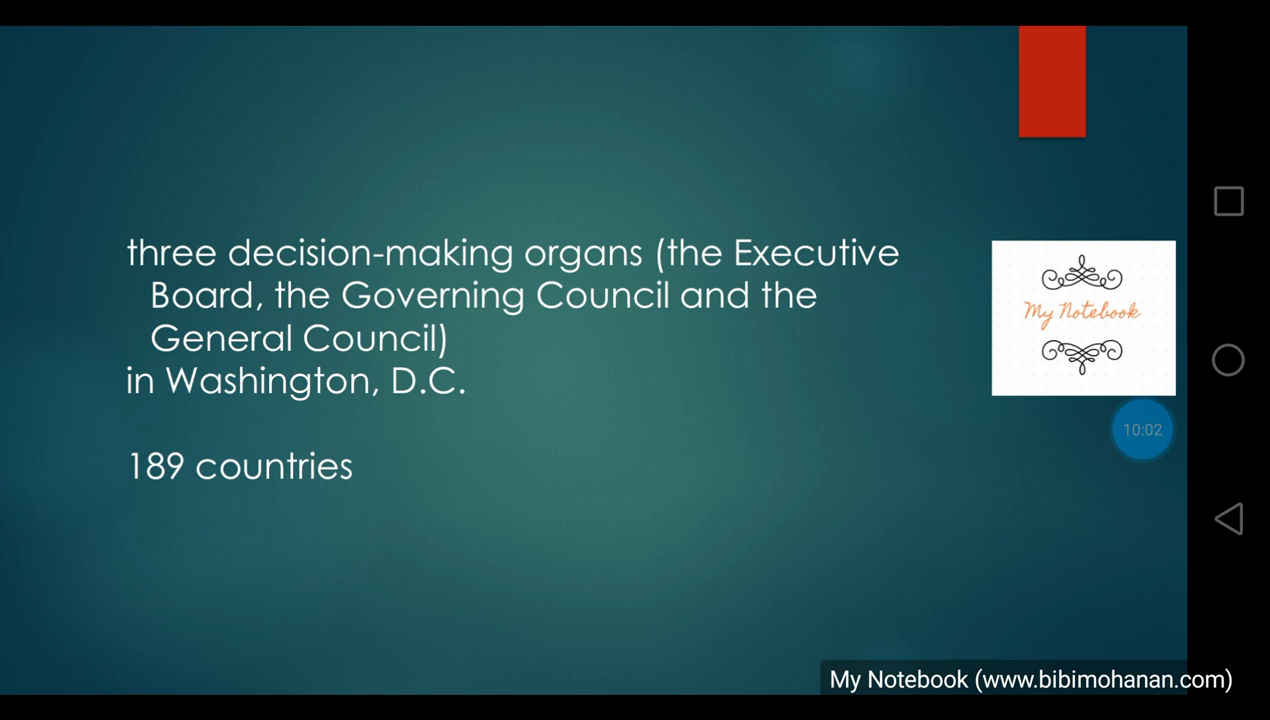 three decision-making organs (the Executive
Board, the Governing Council and the
General Council)
in Washington, D.C.
189 countries
My Notebook
10:02
My Notebook (www.bibimohanan.com)